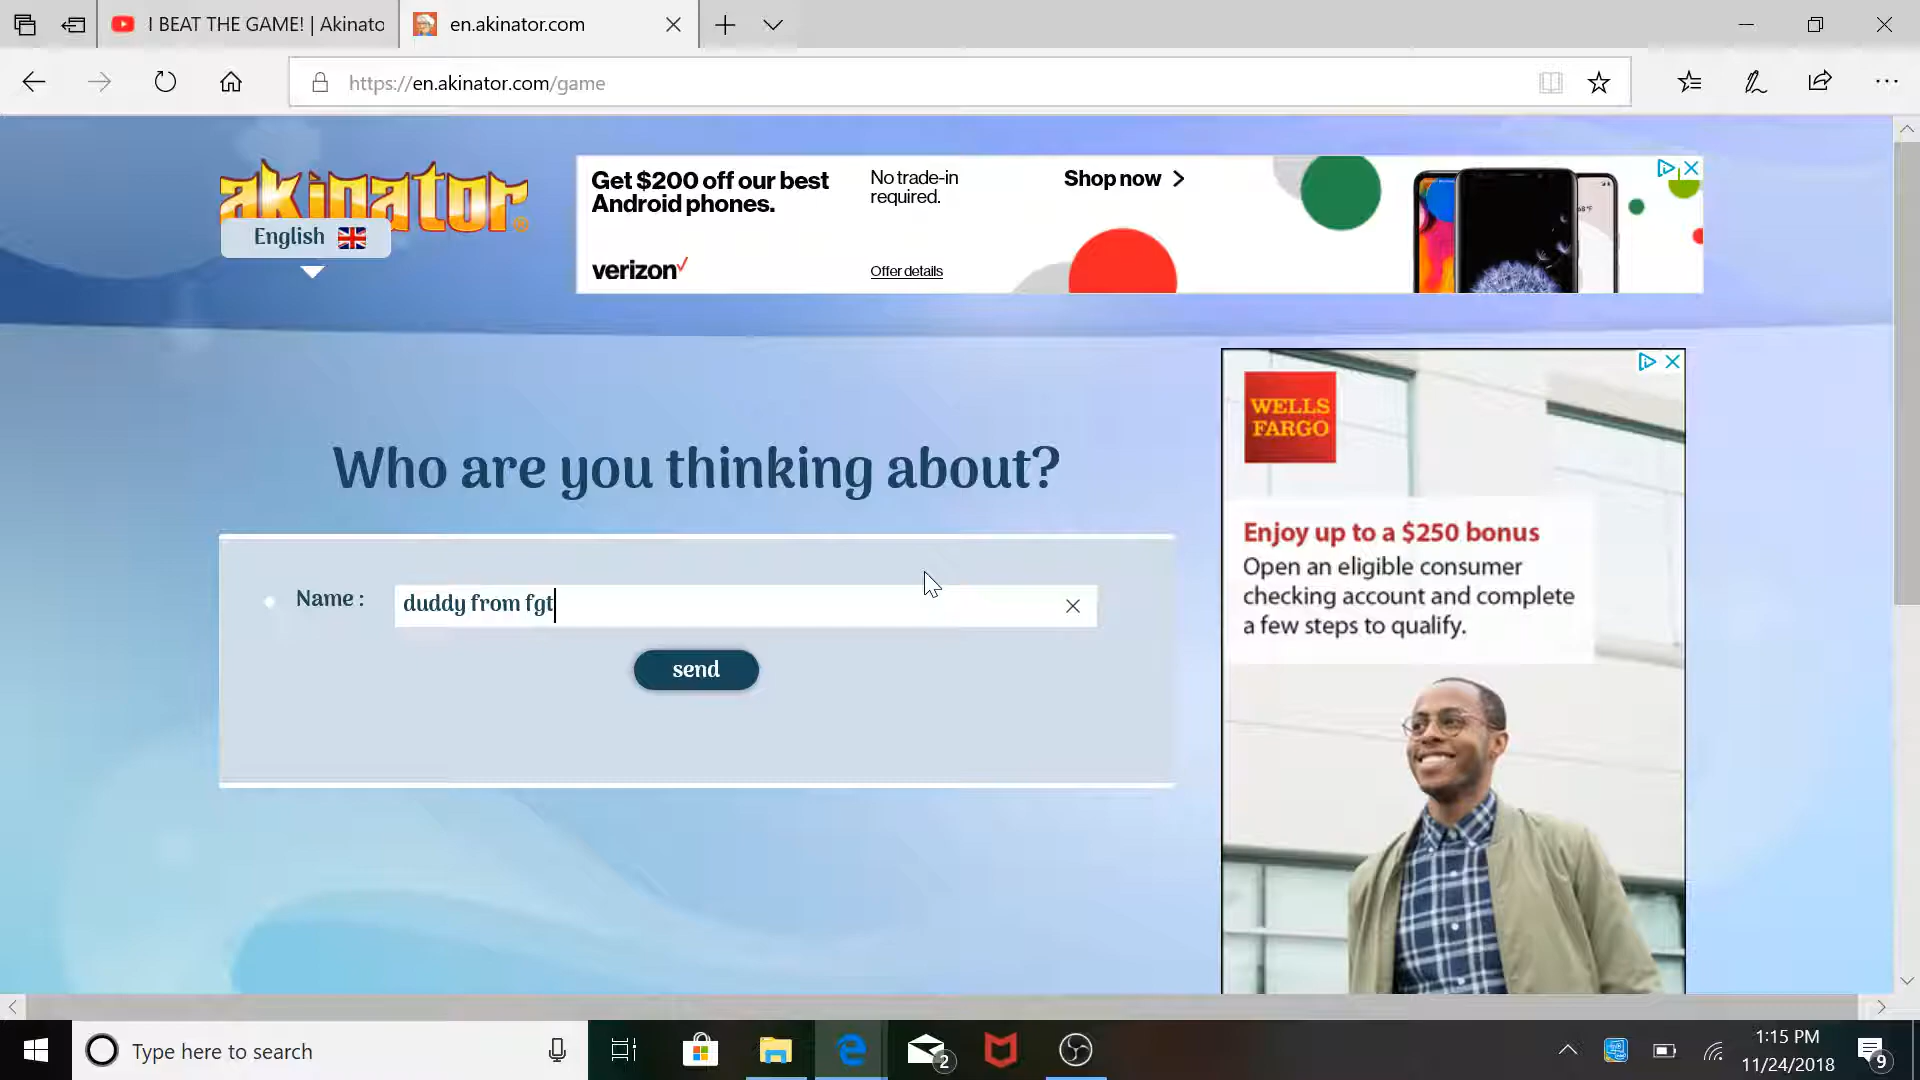 I BEAT THE GAME! | Akinato
en.akinator.com
https://en.akinator.com/game
akinator
English
Get $200 off our best
Android phones.
No trade-in
required.
Shop now >
verizon
Offer details
Who are you thinking about?
Name :
duddy from fgt
send
WELLS
FARGO
Enjoy up to a $250 bonus
Open an eligible consumer
checking account and complete
a few steps to qualify.
Type here to search
2
1:15 PM
11/24/2018
9